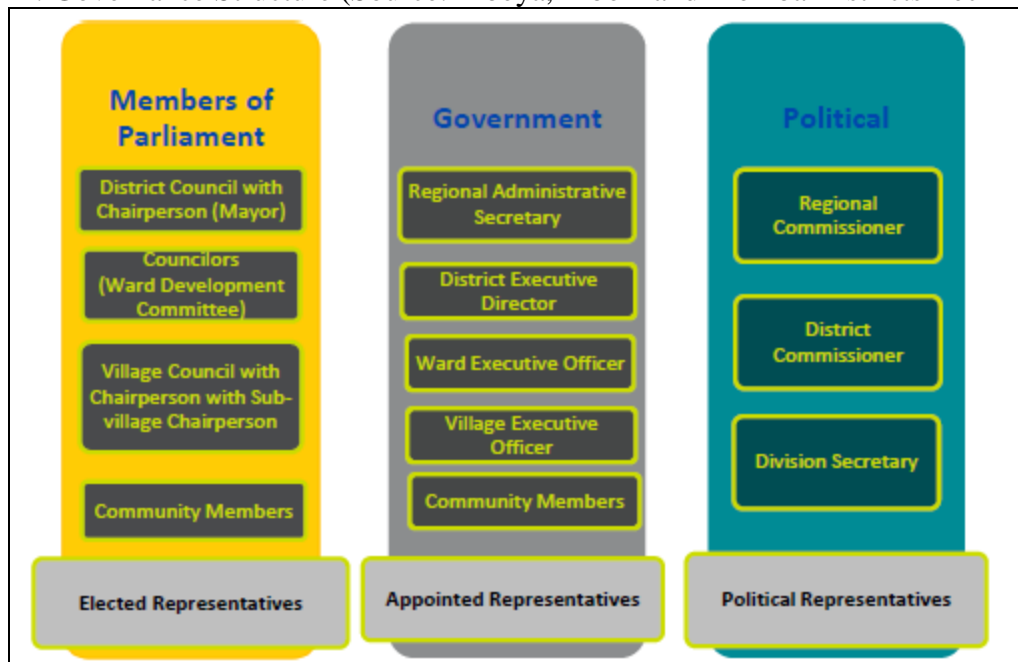 Members of
Parliament
District Council with
Chairperson (Mayor)
Councilors
(Ward Development
Committee)
Village Council with
Chairperson with Sub-
village Chairperson
Community Members
Elected Representatives
Government
Regional Administrative
Secretary
District Executive
Director
Ward Executive Officer
Village Executive
Officer
Community Members
Appointed Representatives
Political
Regional
Commissioner
District
Commissioner
Division Secretary
Political Representatives